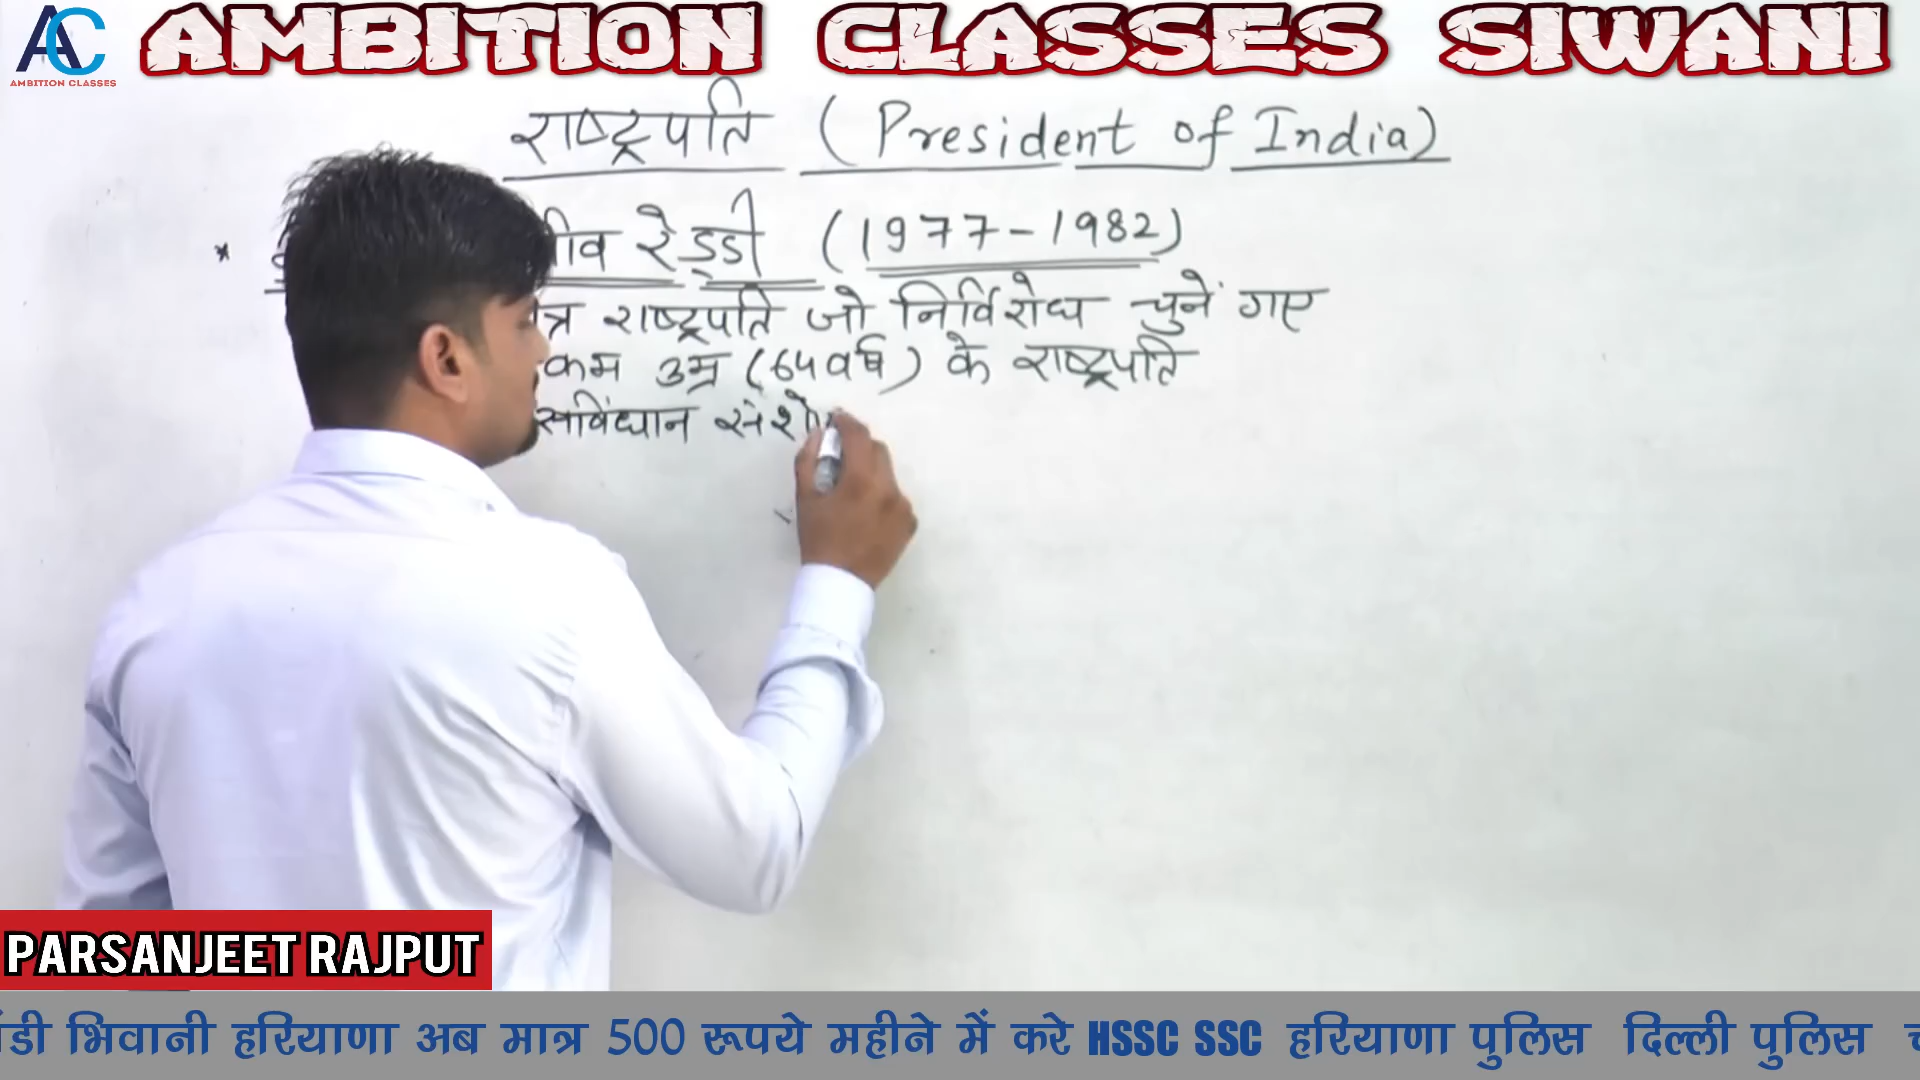 AC AMBITION CLASSES
AMBITION CLASSES SIWANI
राष्ट्रपति ( President of India)
* रेड्डी (1977-1982)
राष्ट्रपति जो निर्विरोध चुनें गए
कम उम्र (64 वर्ष) के राष्ट्रपति
सविंधान
PARSANJEET RAJPUT
भिवानी हरियाणा अब मात्र 500 रूपये महीने में करे HSSC SSC हरियाणा पुलिस दिल्ली पुलिस